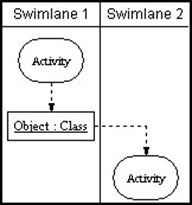 Swimlane 1 Swimlane 2
Activity
Object : Class
Activity